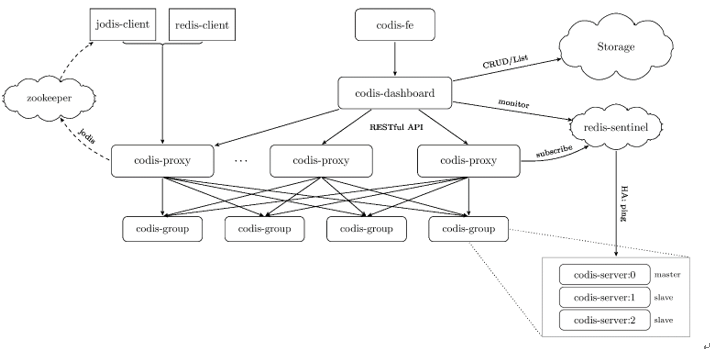 jodis-client
redis-client
codis-fe
Storage
CRUD/List
codis-dashboard
zookeeper
monitor
redis-sentinel
RESTful API
jodis
subscribe
codis-proxy
...
codis-proxy
codis-proxy
HA: ping
codis-group
codis-group
codis-group
codis-group
codis-server:0 master
codis-server:1 slave
codis-server:2 slave